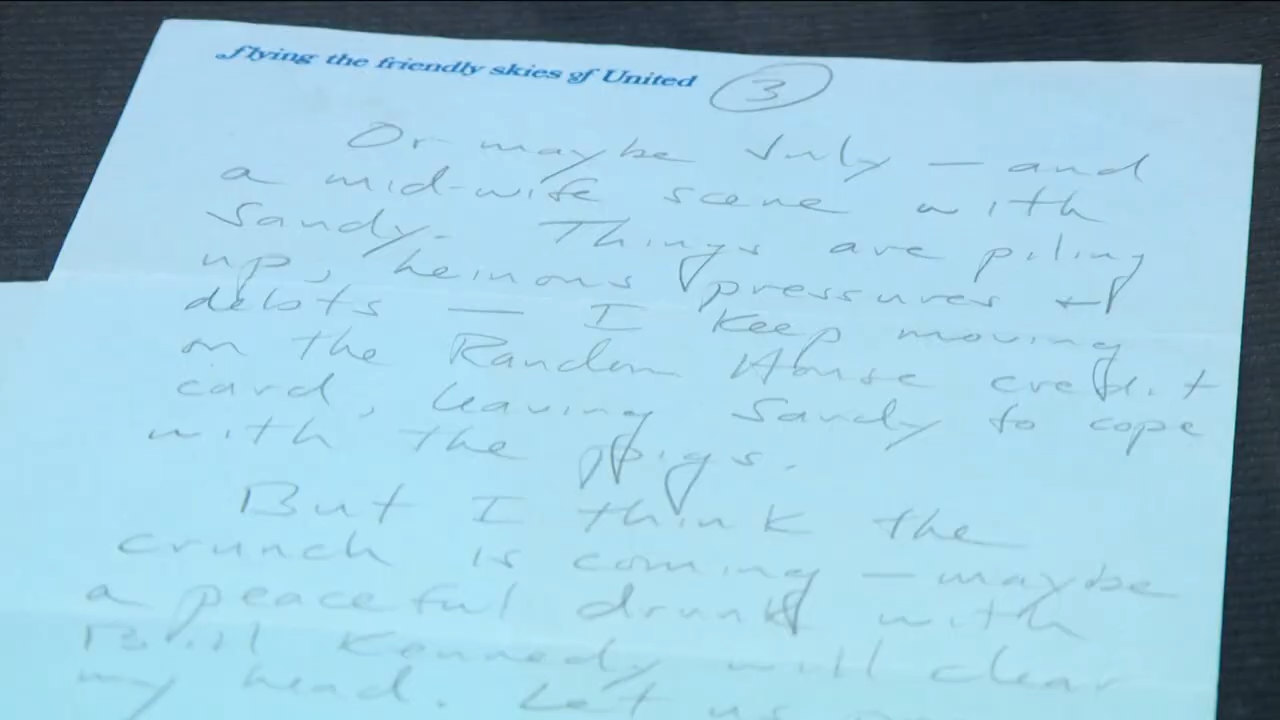 flying the friendly skies of United
3
Or maybe July — and
a mid-wife scene with
Sandy. Things are piling
up, heinous pressures +
debts — I keep moving
on the Random House credit
card, leaving Sandy to cope
with the pigs.
But I think the
crunch is coming — maybe
a peaceful drunk with
Bill Kennedy will clear
my head. Let us